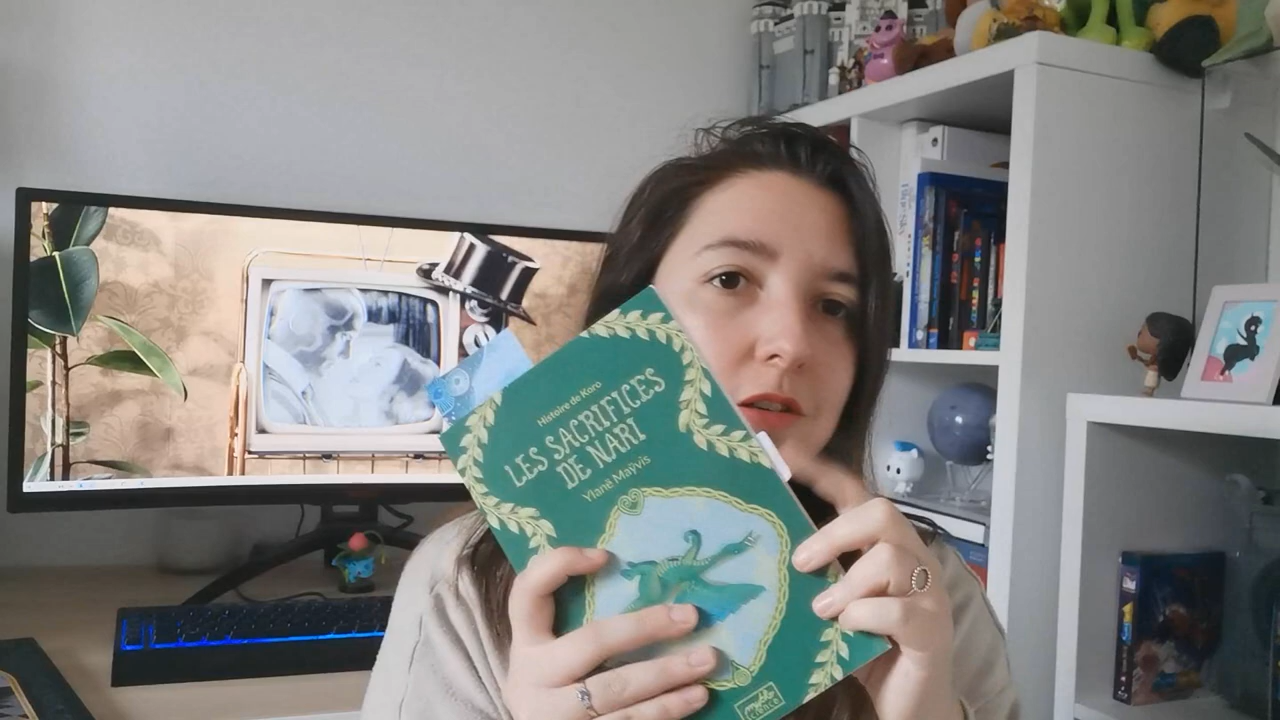 Histoire de Koro
LES SACRIFICES
DE NARI
Ylanë Mayvis